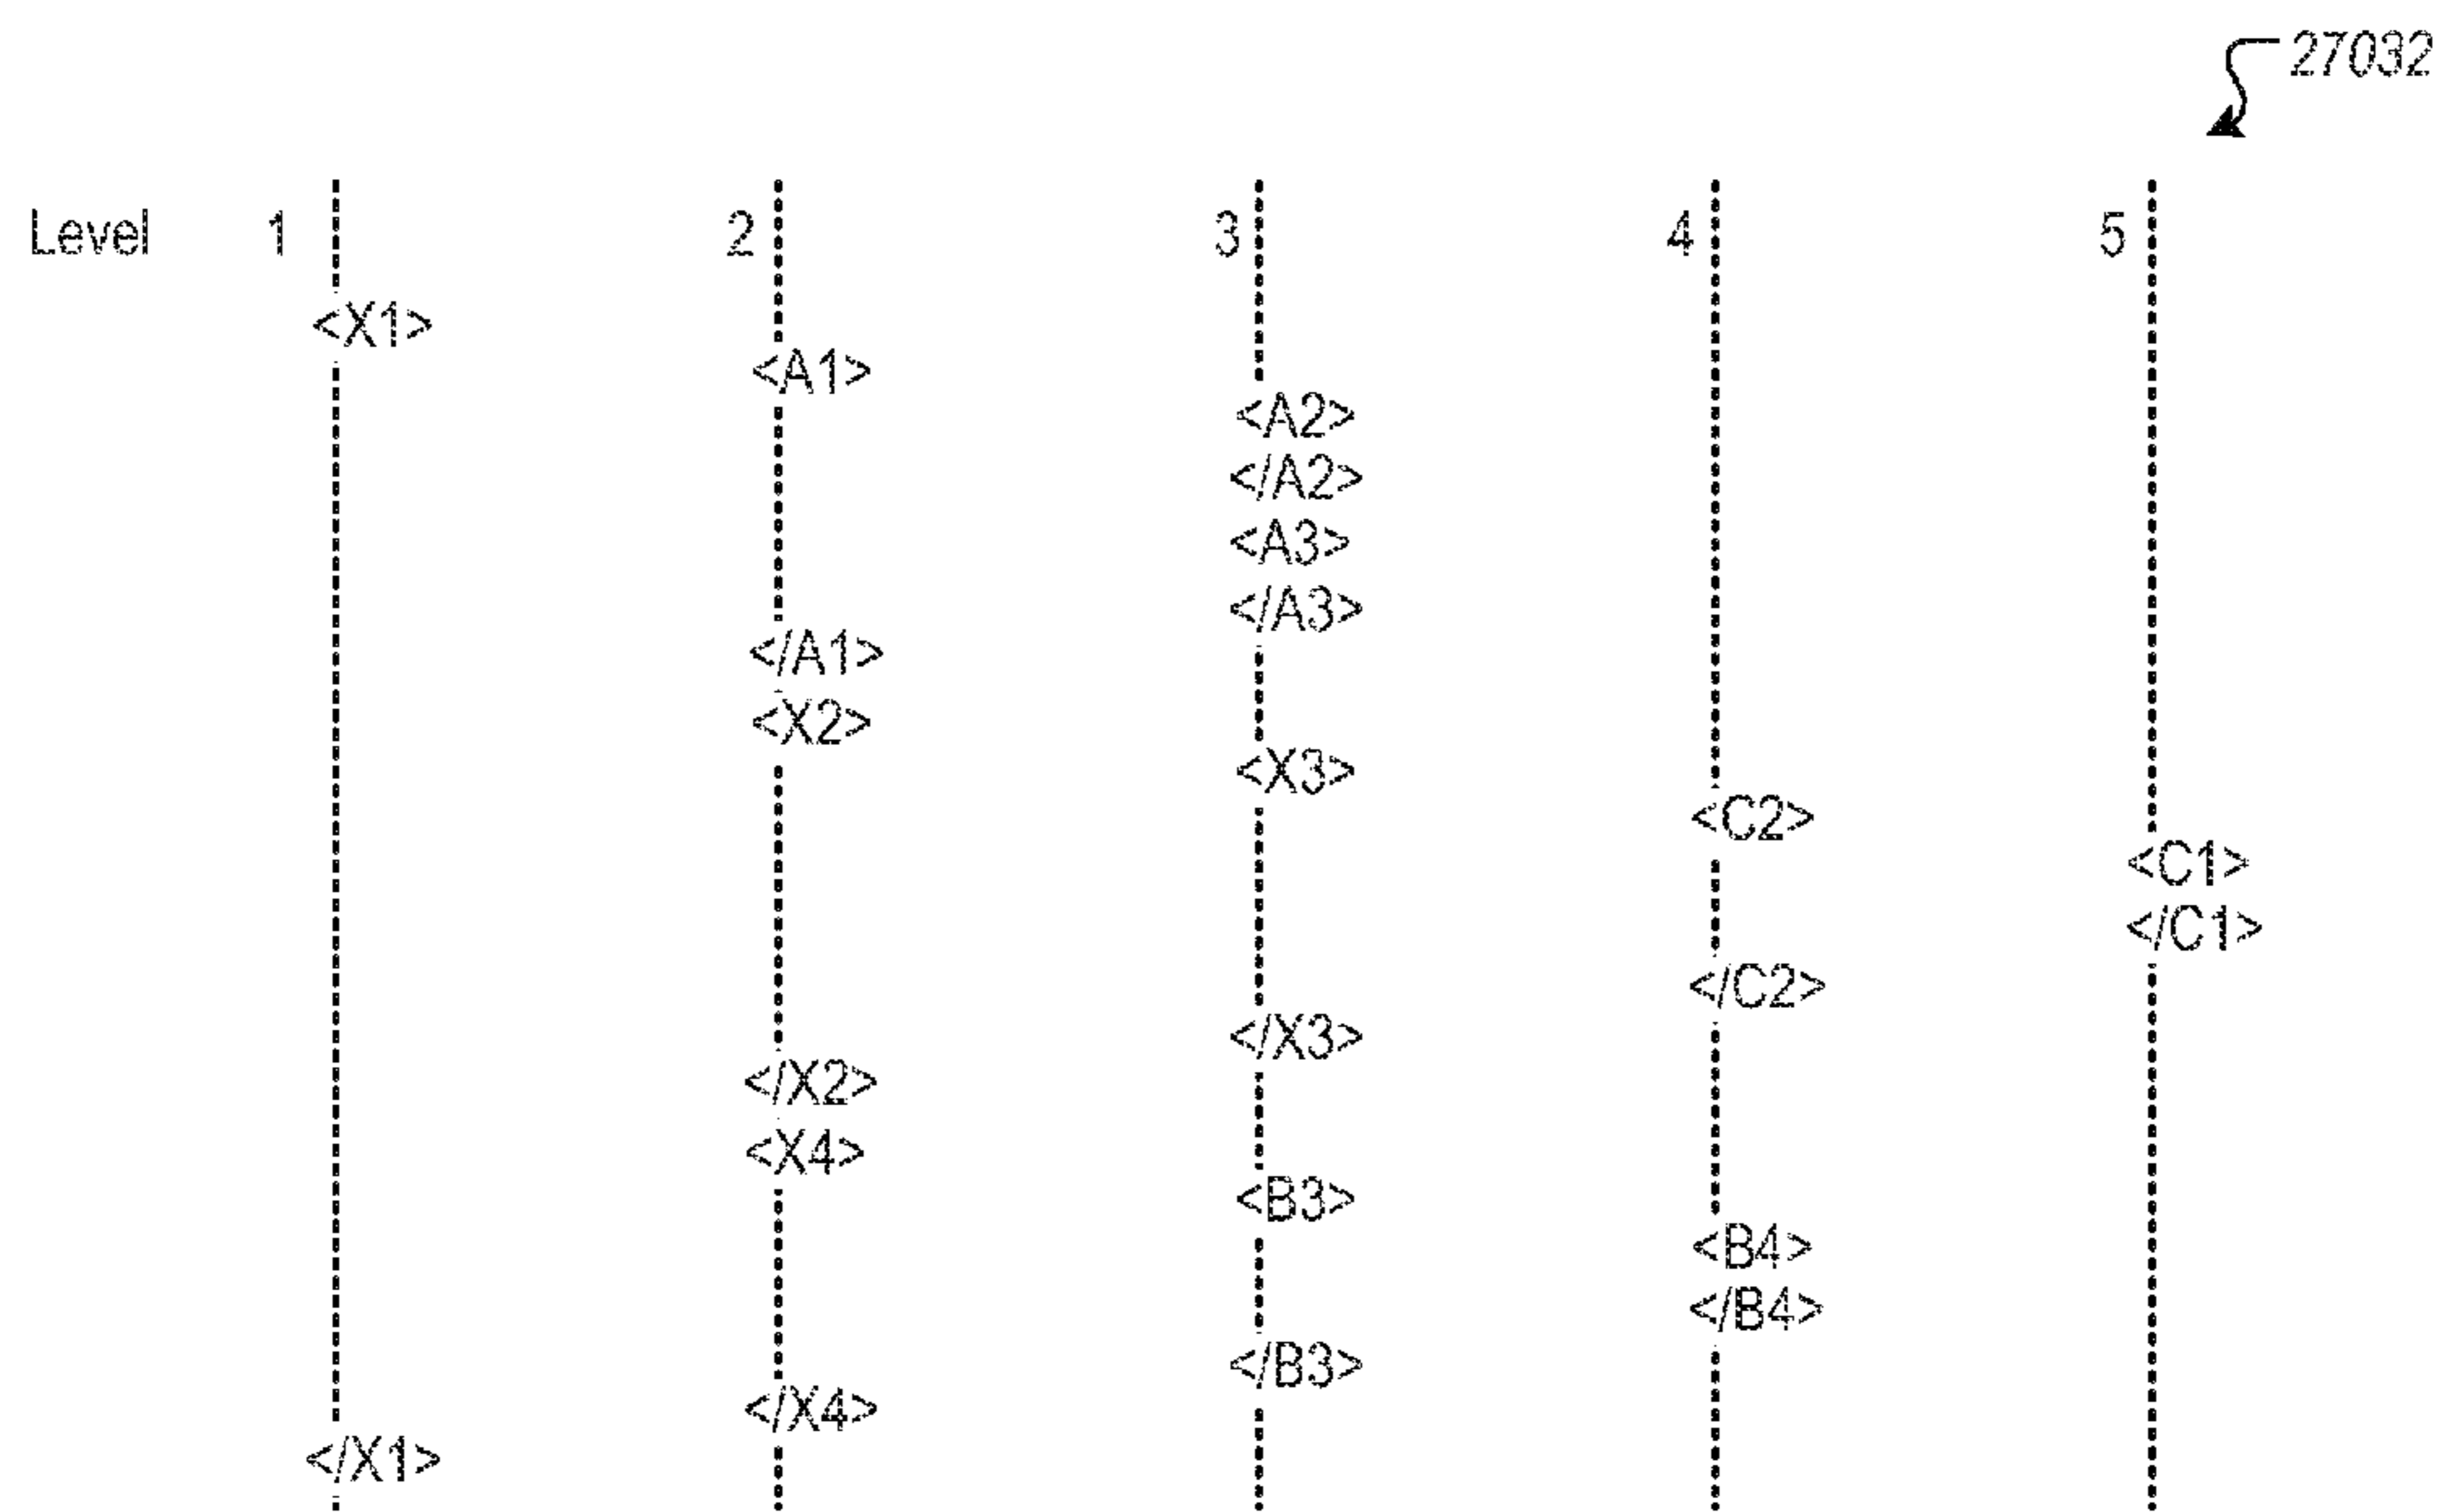 27032
Level 1 2 3 4 5
<X1>
<A1>
<A2>
</A2>
<A3>
</A3>
</A1>
<X2>
<X3>
<C2>
<C1>
</C1>
</C2>
</X3>
</X2>
<X4>
<B3>
<B4>
</B4>
</B3>
</X4>
</X1>